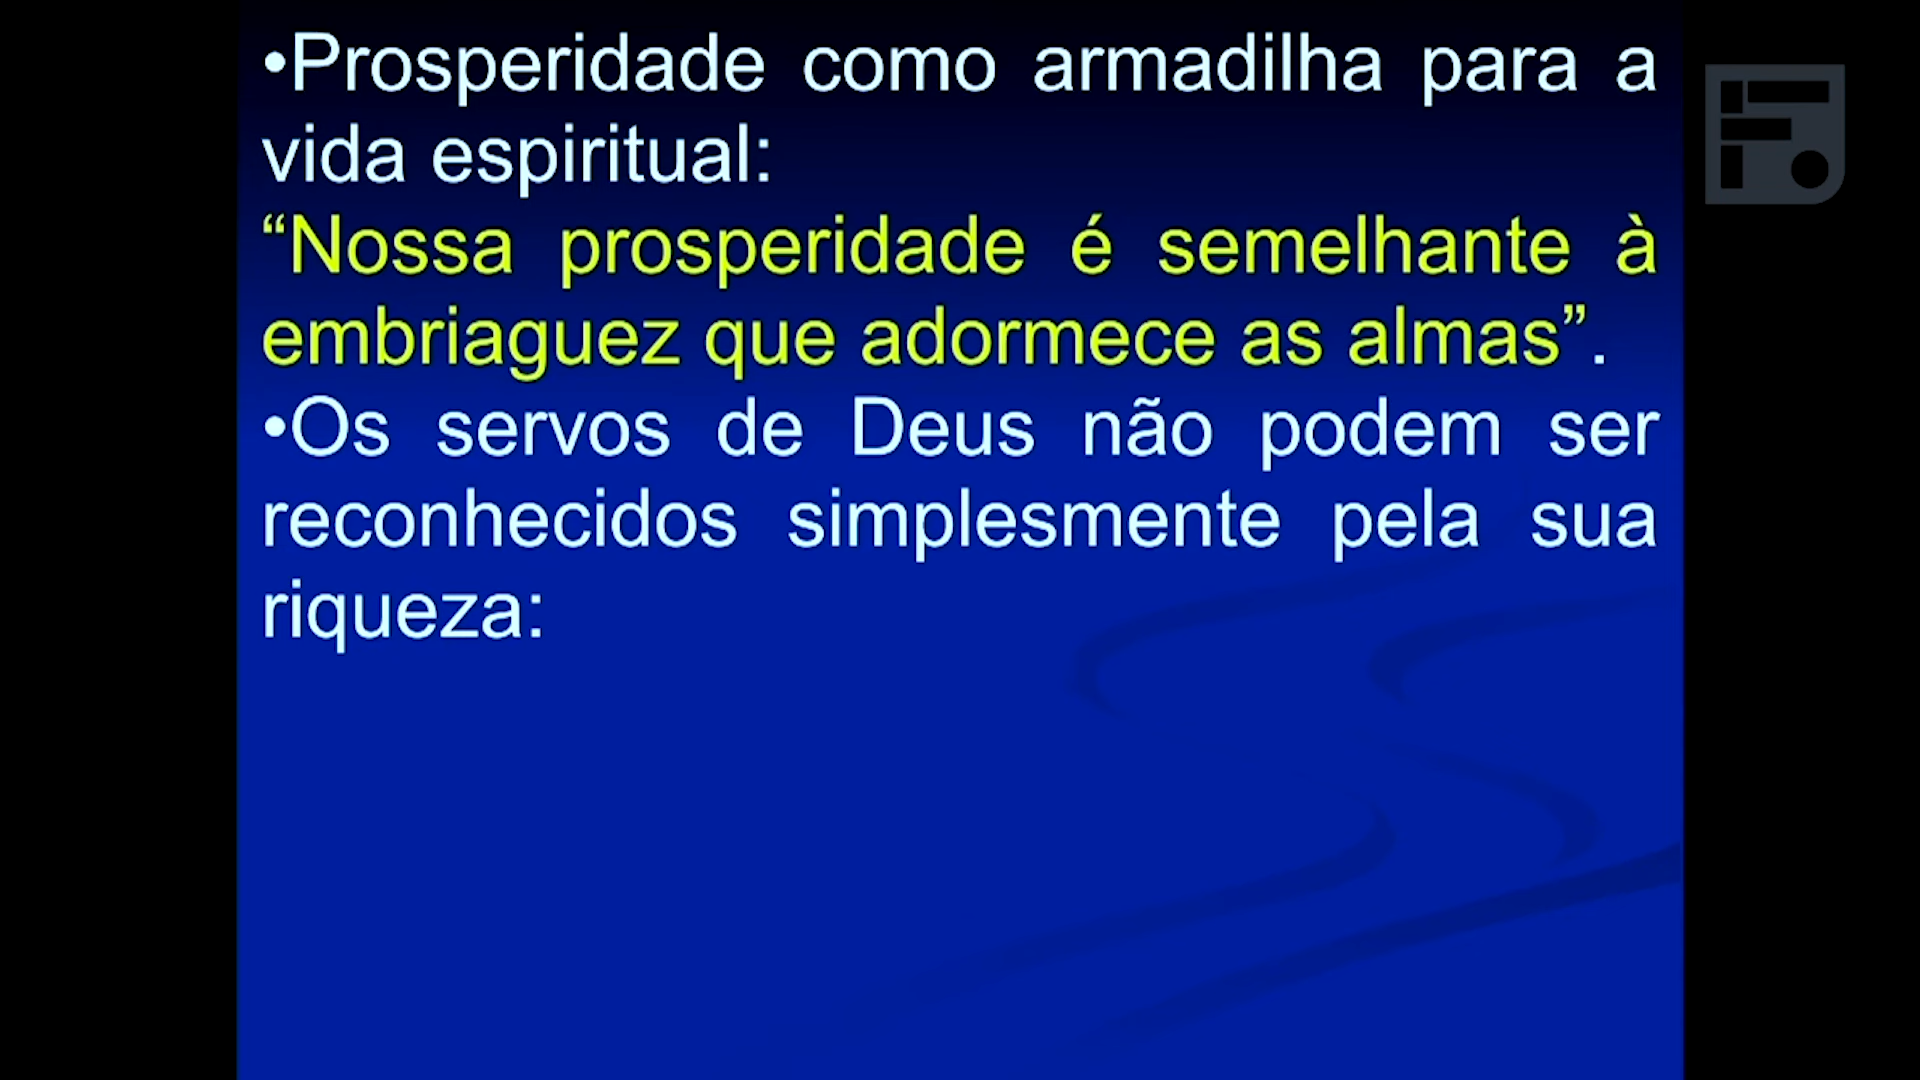 •Prosperidade como armadilha para a
vida espiritual:
“Nossa prosperidade é semelhante à
embriaguez que adormece as almas”.
•Os servos de Deus não podem ser
reconhecidos simplesmente pela sua
riqueza: